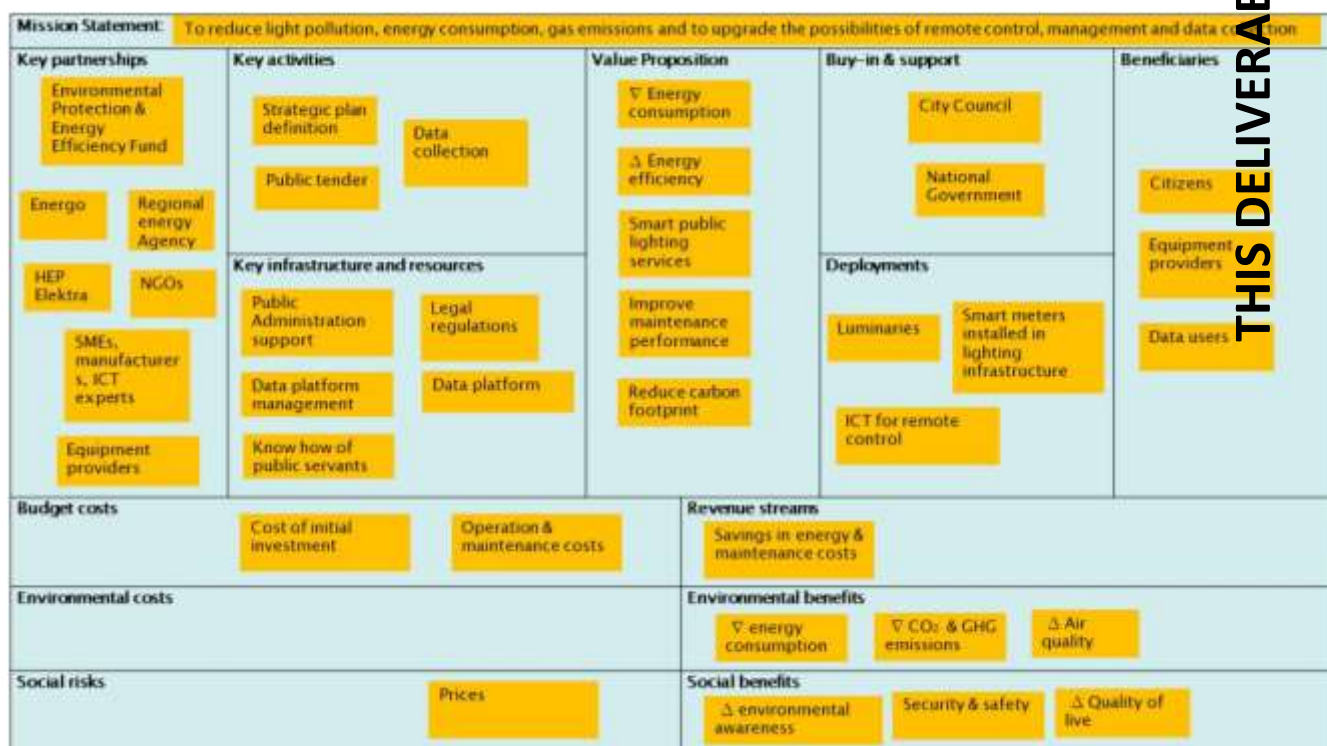 Mission Statement: To reduce light pollution, energy consumption, gas emissions and to upgrade the possibilities of remote control, management and data collection
Key partnerships
Environmental
Protection &
Energy
Efficiency Fund
Energo
Regional
energy
Agency
HEP
Elektra
NGOs
SMEs,
manufacturer
s, ICT
experts
Equipment
providers
Key activities
Strategic plan
definition
Data
collection
Public tender
Key infrastructure and resources
Public
Administration
support
Legal
regulations
Data platform
management
Data platform
Know how of
public servants
Value Proposition
∇ Energy
consumption
Δ Energy
efficiency
Smart public
lighting
services
Improve
maintenance
performance
Reduce carbon
footprint
Buy-in & support
City Council
National
Government
Deployments
Luminaries
Smart meters
installed in
lighting
infrastructure
ICT for remote
control
Beneficiaries
Citizens
Equipment
providers
Data users
Budget costs
Cost of initial
investment
Operation &
maintenance costs
Revenue streams
Savings in energy &
maintenance costs
Environmental costs
Environmental benefits
∇ energy
consumption
∇ CO₂ & GHG
emissions
Δ Air
quality
Social risks
Prices
Social benefits
Δ environmental
awareness
Security & safety
Δ Quality of
live
THIS DELIVERAB